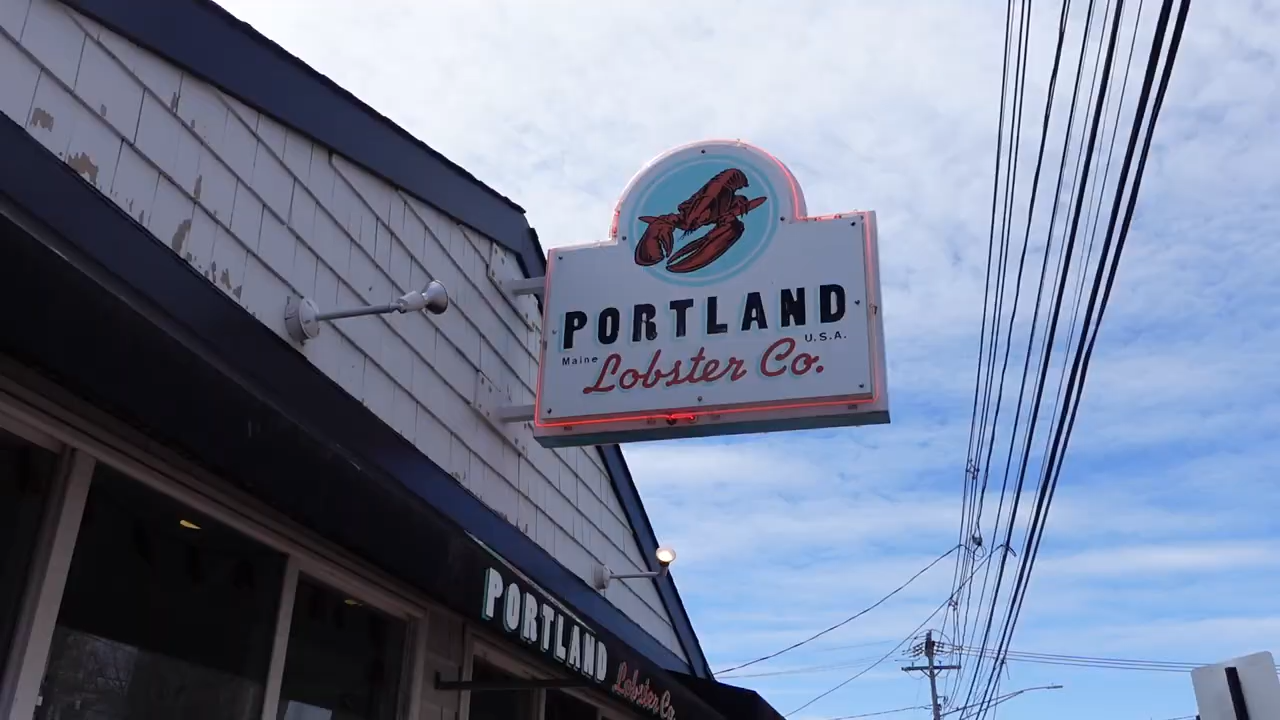 PORTLAND
Maine
U.S.A.
Lobster Co.
PORTLAND Lobster Co.